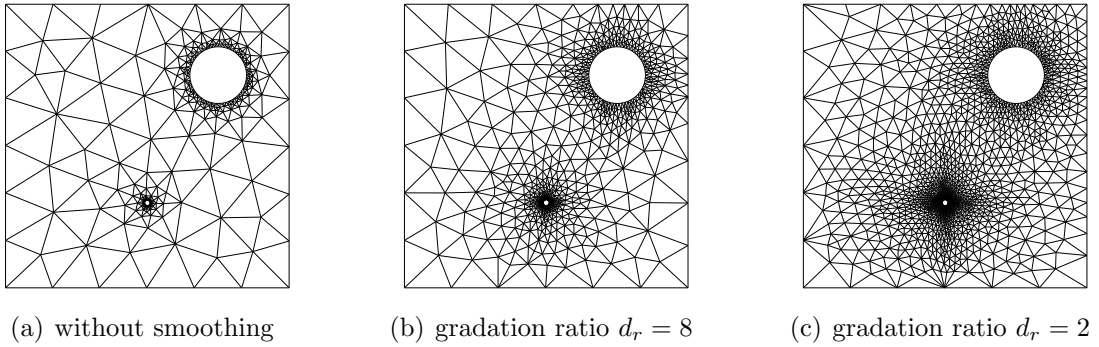 (a) without smoothing
(b) gradation ratio d_r = 8
(c) gradation ratio d_r = 2